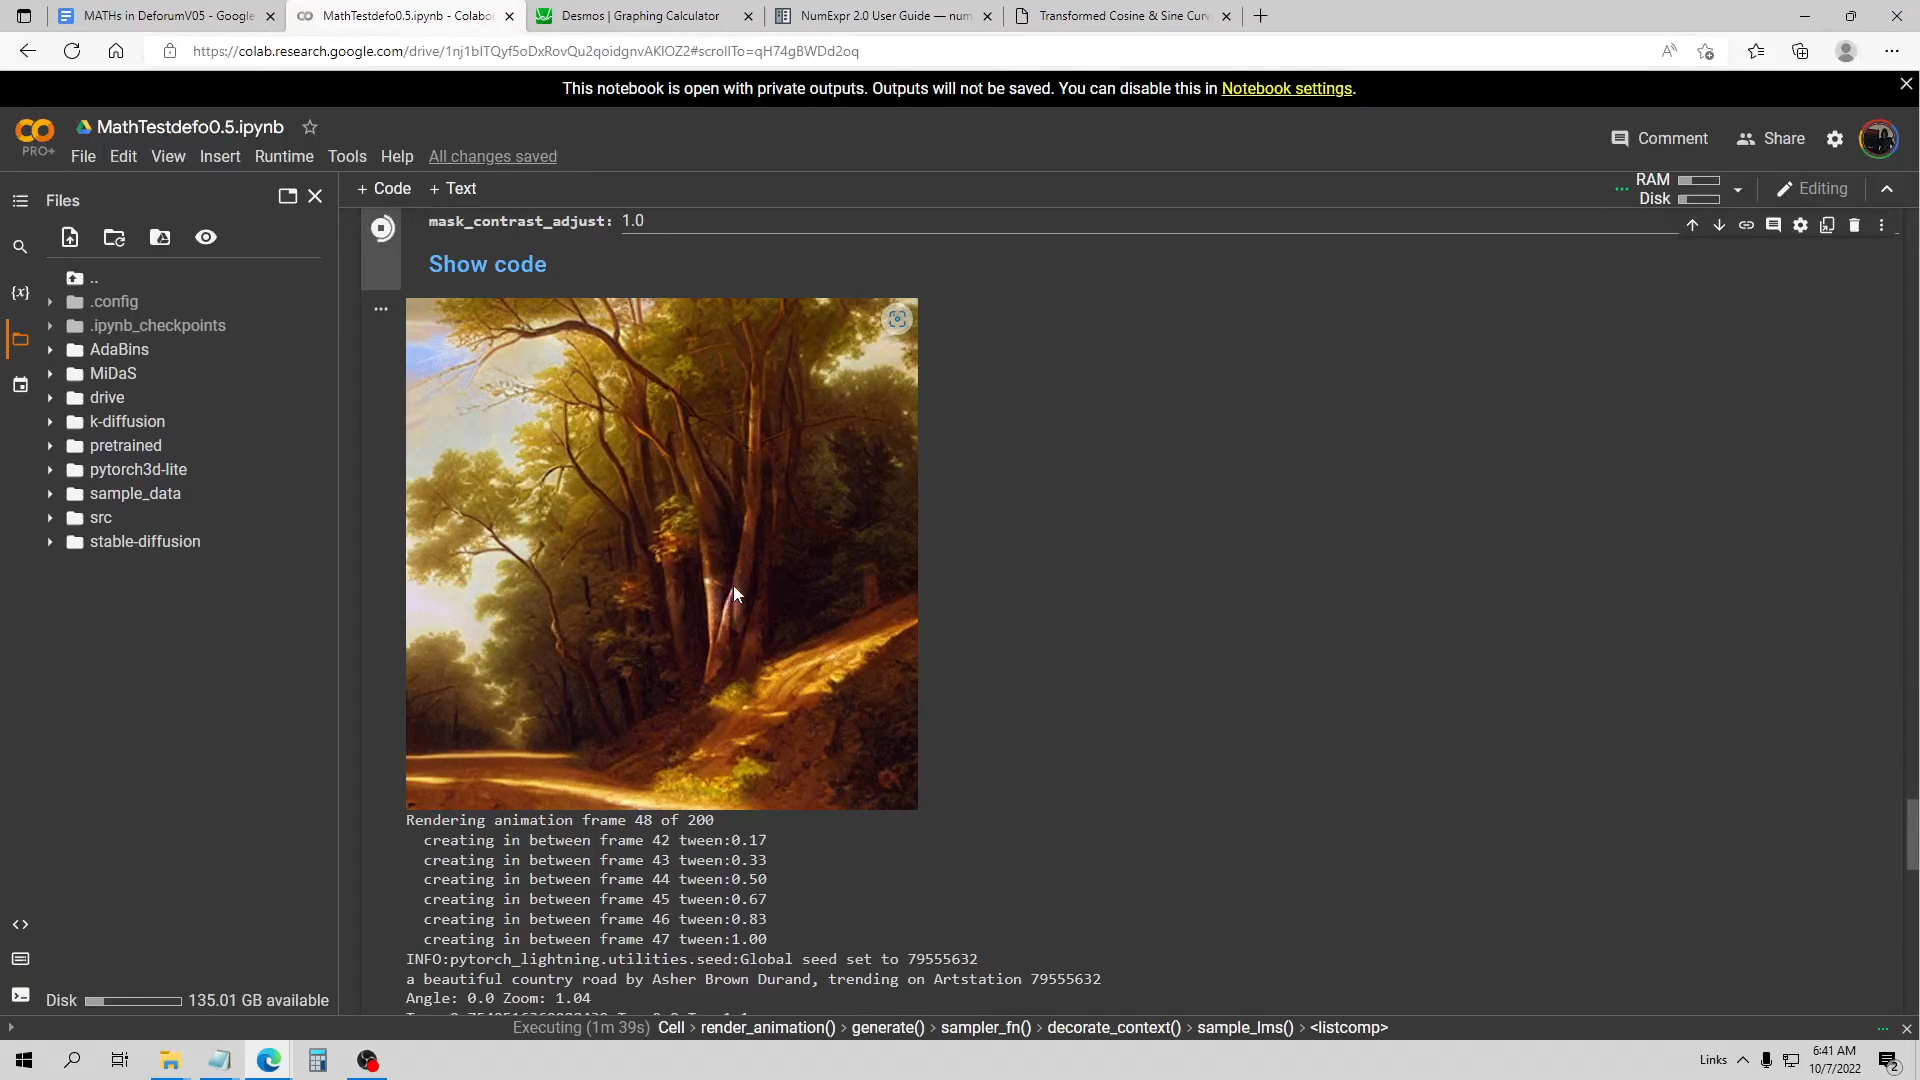 MATHs in DeforumV05 - Google
MathTestdefo0.5.ipynb - Colabo
Desmos | Graphing Calculator
NumExpr 2.0 User Guide — num
Transformed Cosine & Sine Curv
https://colab.research.google.com/drive/1nj1blTQyf5oDxRovQu2qoidgnvAKlOZ2#scrollTo=qH74gBWDd2oq
This notebook is open with private outputs. Outputs will not be saved. You can disable this in Notebook settings.
PRO+
MathTestdefo0.5.ipynb
File Edit View Insert Runtime Tools Help All changes saved
Comment Share
Files
+ Code + Text
RAM
Disk
Editing
mask_contrast_adjust: 1.0
Show code
..
.config
.ipynb_checkpoints
AdaBins
MiDaS
drive
k-diffusion
pretrained
pytorch3d-lite
sample_data
src
stable-diffusion
Rendering animation frame 48 of 200
creating in between frame 42 tween:0.17
creating in between frame 43 tween:0.33
creating in between frame 44 tween:0.50
creating in between frame 45 tween:0.67
creating in between frame 46 tween:0.83
creating in between frame 47 tween:1.00
INFO:pytorch_lightning.utilities.seed:Global seed set to 79555632
a beautiful country road by Asher Brown Durand, trending on Artstation 79555632
Angle: 0.0 Zoom: 1.04
Disk 135.01 GB available
Executing (1m 39s) Cell > render_animation() > generate() > sampler_fn() > decorate_context() > sample_lms() > <listcomp>
Links
6:41 AM
10/7/2022
2